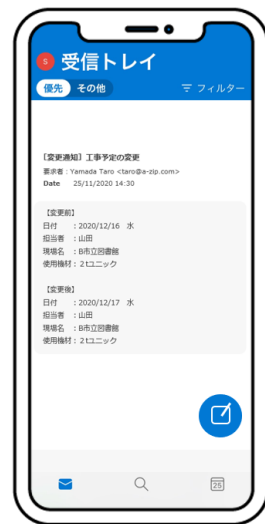 S 受信トレイ
優先 その他 フィルター
[変更通知] 工事予定の変更
要求者：Yamada Taro <taro@a-zip.com>
Date 25/11/2020 14:30
【変更前】
日付 ：2020/12/16 水
担当者 ：山田
現場名 ：B市立図書館
使用機材：2tユニック
【変更後】
日付 ：2020/12/17 水
担当者 ：山田
現場名 ：B市立図書館
使用機材：2tユニック
25